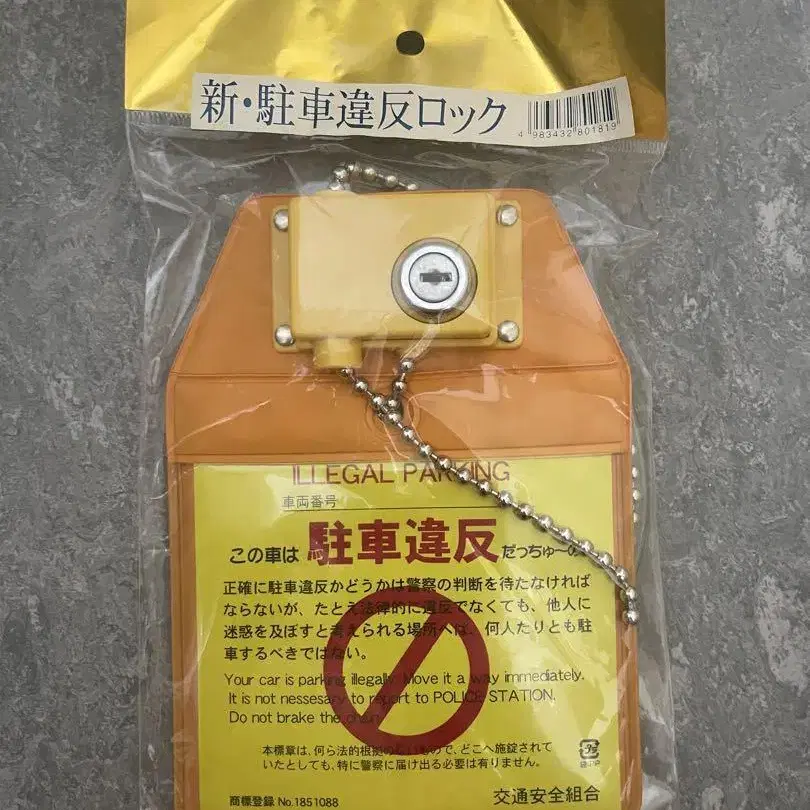 新・駐車違反ロック
4 983432 801819
ILLEGAL PARKING
車両番号
この車は 駐車違反 だっちゅ〜の
正確に駐車違反かどうかは警察の判断を待たなければ
ならないが、たとえ法律的に違反でなくても、他人に
迷惑を及ぼすと考えられる場所へは、何人たりとも駐
車するべきではない。
Your car is parking illegally. Move it a way immediately.
It is not nessesary to report to POLICE STATION.
Do not brake the chain
本標章は、何ら法的根拠のないもので、どこへ施錠されて
いたとしても、特に警察に届け出る必要は有りません。
商標登録 No.1851088
交通安全組合